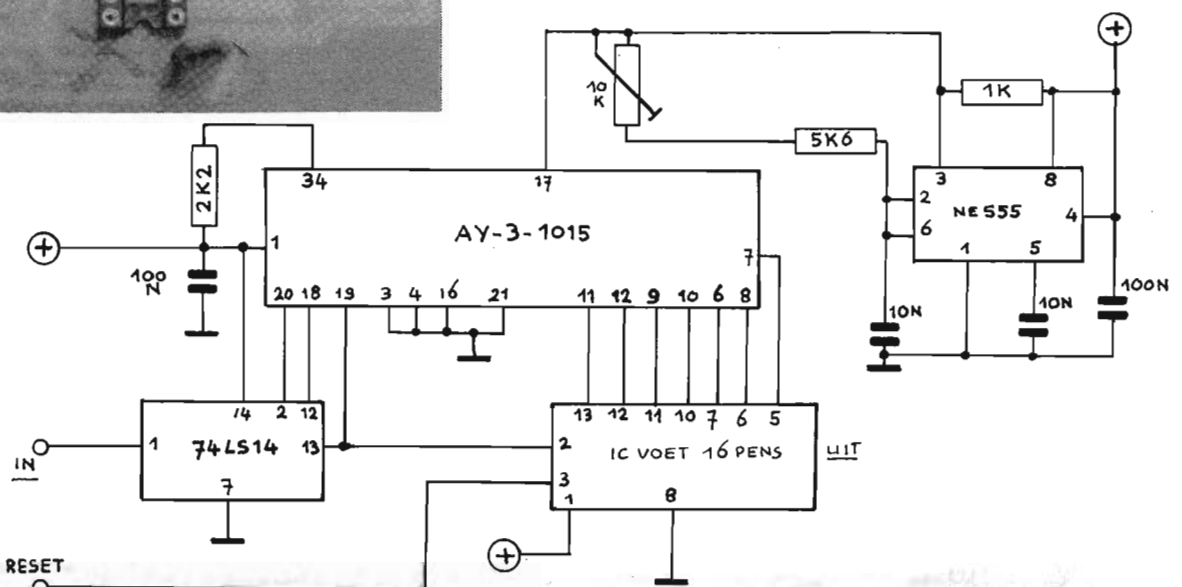 10
K
1K
5K6
2K2
34
17
3
8
2
NE555
6
4
1
5
AY-3-1015
1
7
100
N
20 18 19 3 4 16 21 11 12 9 10 6 8
10N
10N
100N
14 2 12
13 12 11 10 7 6 5
1
74LS14
13
2
IC VOET 16 PENS
UIT
IN
7
3
1
8
RESET